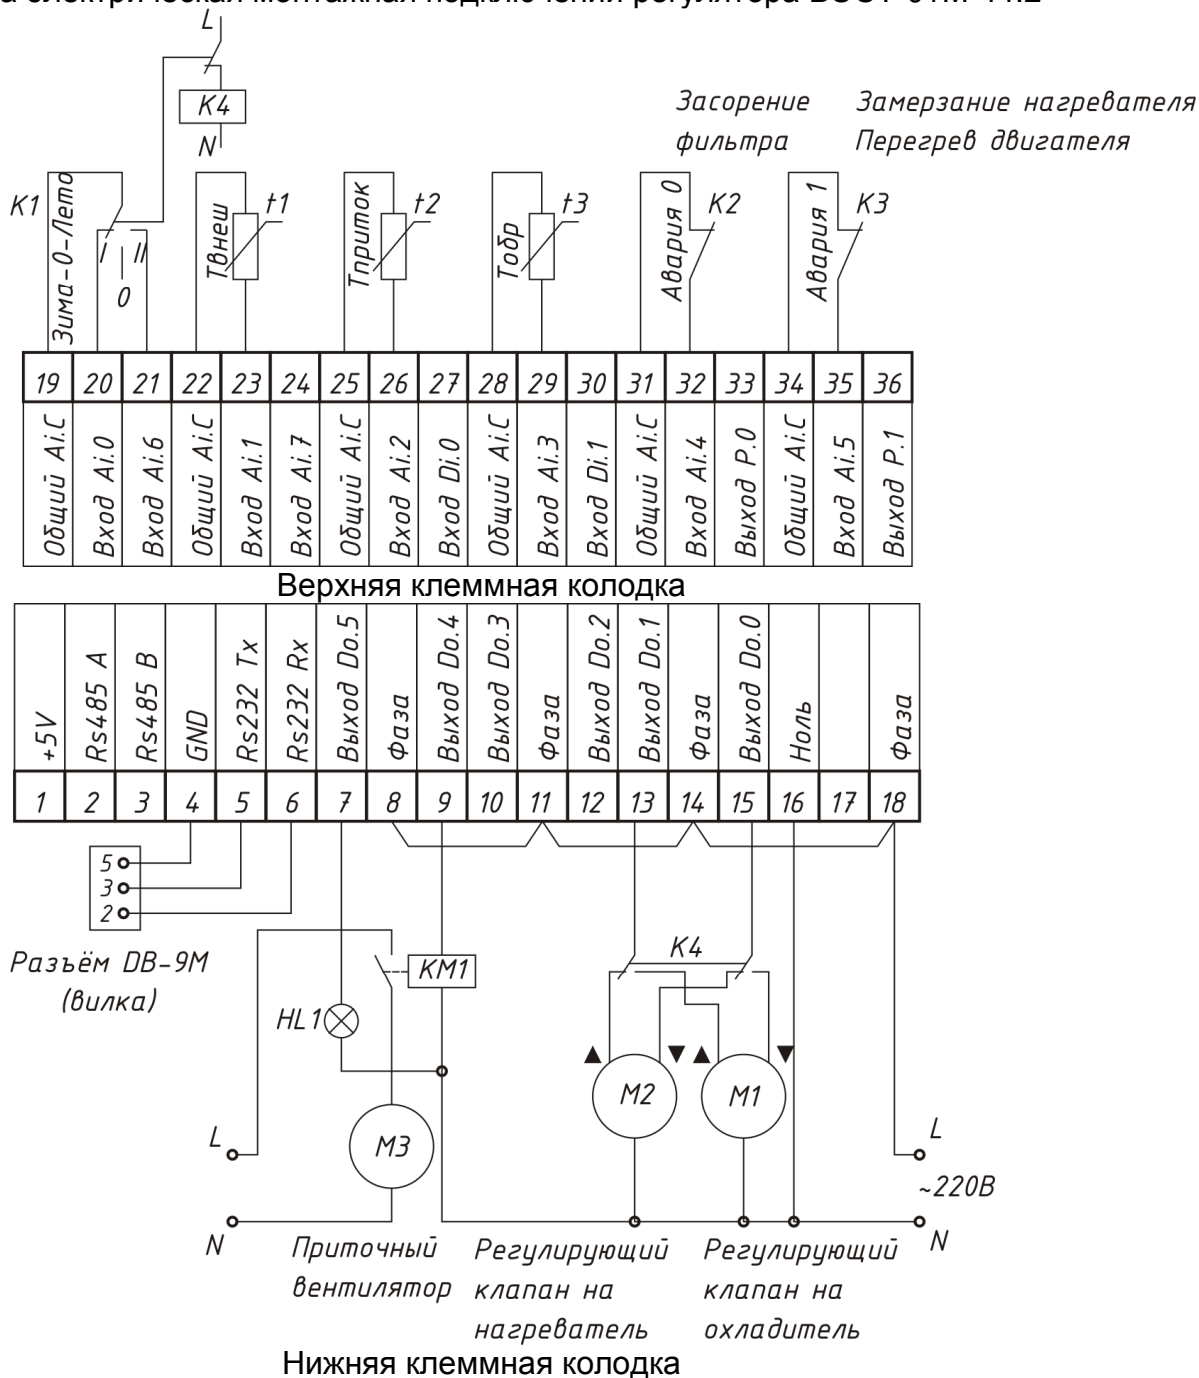 а электрическая монтажная подключений регулятора
L
K4
N
Засорение
фильтра
Замерзание нагревателя
Перегрев двигателя
K1
Зима-0-Лето
I
II
0
Tвнеш
t1
Tприток
t2
Tобр
t3
Авария 0
K2
Авария 1
K3
19 20 21 22 23 24 25 26 27 28 29 30 31 32 33 34 35 36
Общий Ai.C
Вход Ai.0
Вход Ai.6
Общий Ai.C
Вход Ai.1
Вход Ai.7
Общий Ai.C
Вход Ai.2
Вход Di.0
Общий Ai.C
Вход Ai.3
Вход Di.1
Общий Ai.C
Вход Ai.4
Выход P.0
Общий Ai.C
Вход Ai.5
Выход P.1
Верхняя клеммная колодка
+5V
Rs485 A
Rs485 B
GND
Rs232 Tx
Rs232 Rx
Выход Do.5
Фаза
Выход Do.4
Выход Do.3
Фаза
Выход Do.2
Выход Do.1
Фаза
Выход Do.0
Ноль
Фаза
1 2 3 4 5 6 7 8 9 10 11 12 13 14 15 16 17 18
5
3
2
Разъём DB-9M
(вилка)
KM1
K4
HL1
M2
M1
M3
L
L
~220В
N
N
Приточный
вентилятор
Регулирующий
клапан на
нагреватель
Регулирующий
клапан на
охладитель
Нижняя клеммная колодка